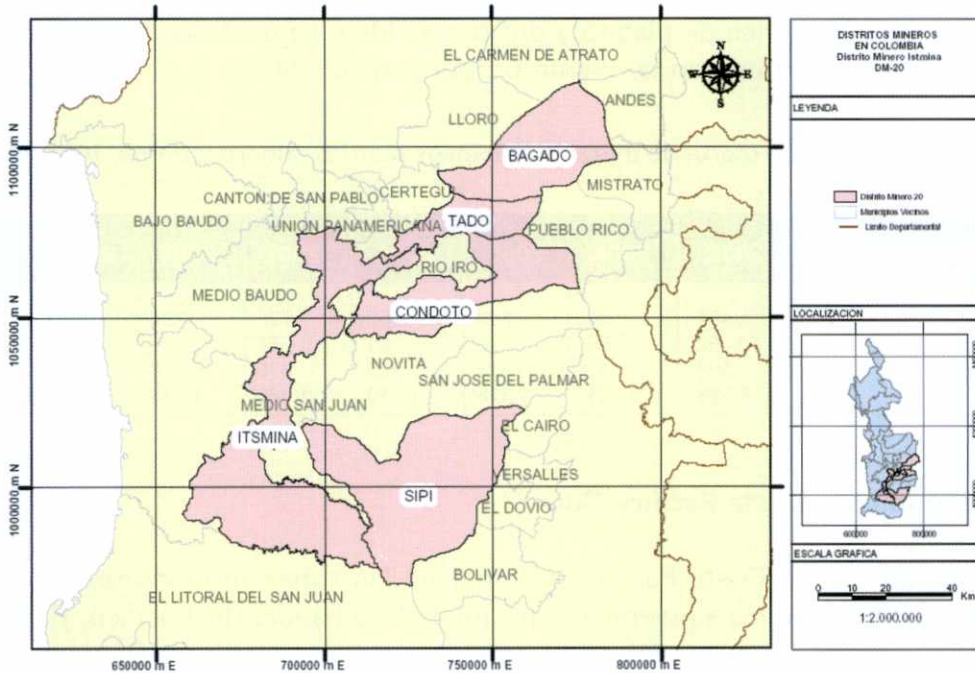 EL CARMEN DE ATRATO
N
W E
S
ANDES
LLORO
BAGADO
MISTRATO
CERTEGUI
CANTON DE SAN PABLO
BAJO BAUDO
UNION PANAMERICANA
TADO
PUEBLO RICO
RIO IRO
MEDIO BAUDO
CONDOTO
NOVITA
SAN JOSE DEL PALMAR
MEDIO SAN JUAN
EL CAIRO
ITSMINA
VERSALLES
SIPI
EL DOVIO
BOLIVAR
EL LITORAL DEL SAN JUAN
1100000 m N
1050000 m N
1000000 m N
650000 m E
700000 m E
750000 m E
800000 m E
DISTRITOS MINEROS
EN COLOMBIA
Distrito Minero Istmina
DM-20
LEYENDA
Distrito Minero 20
Municipios Vecinos
Limite Departamental
LOCALIZACION
600000
800000
ESCALA GRAFICA
0 10 20 40 Km
1:2.000.000